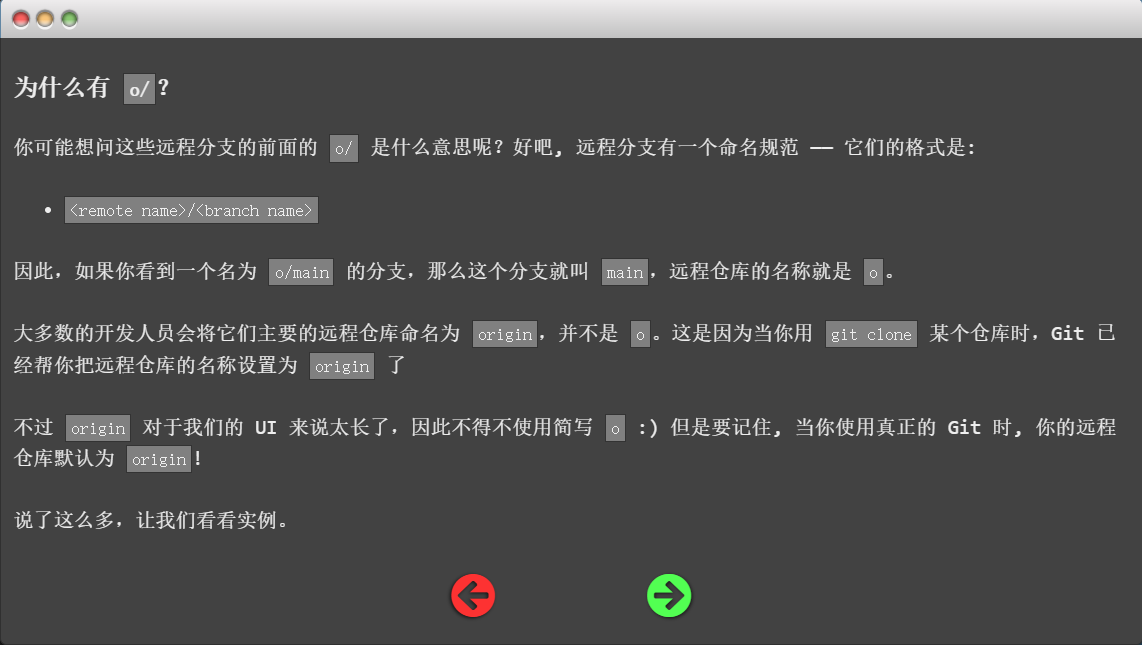 为什么有 o/？
你可能想问这些远程分支的前面的 o/ 是什么意思呢？好吧, 远程分支有一个命名规范 —— 它们的格式是:
• <remote name>/<branch name>
因此，如果你看到一个名为 o/main 的分支，那么这个分支就叫 main，远程仓库的名称就是 o。
大多数的开发人员会将它们主要的远程仓库命名为 origin，并不是 o。这是因为当你用 git clone 某个仓库时，Git 已
经帮你把远程仓库的名称设置为 origin 了
不过 origin 对于我们的 UI 来说太长了，因此不得不使用简写 o :) 但是要记住, 当你使用真正的 Git 时, 你的远程
仓库默认为 origin!
说了这么多，让我们看看实例。